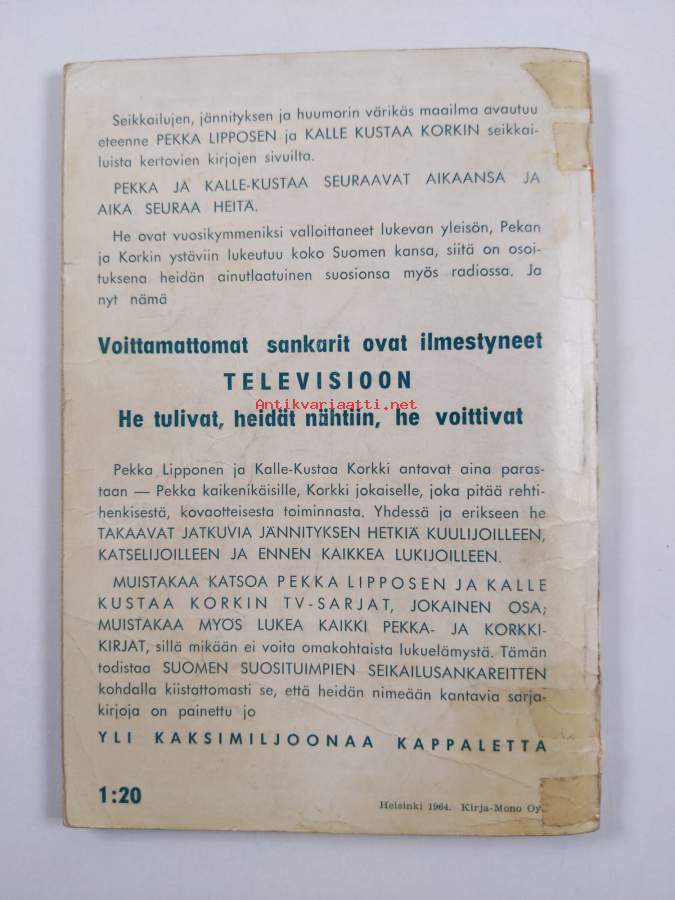 Seikkailujen, jännityksen ja huumorin värikäs maailma avautuu
eteenne PEKKA LIPPOSEN ja KALLE KUSTAA KORKIN seikkai-
luista kertovien kirjojen sivuilta.
PEKKA JA KALLE-KUSTAA SEURAAVAT AIKAANSA JA
AIKA SEURAA HEITÄ.
He ovat vuosikymmeniksi valloittaneet lukevan yleisön, Pekan
ja Korkin ystäviin lukeutuu koko Suomen kansa, siitä on osoi-
tuksena heidän ainutlaatuinen suosionsa myös radiossa. Ja
nyt nämä
Voittamattomat sankarit ovat ilmestyneet
TELEVISIOON
Antikvariaatti.net
He tulivat, heidät nähtiin, he voittivat
Pekka Lipponen ja Kalle-Kustaa Korkki antavat aina paras-
taan — Pekka kaikenikäisille, Korkki jokaiselle, joka pitää rehti-
henkisestä, kovaotteisesta toiminnasta. Yhdessä ja erikseen he
TAKAAVAT JATKUVIA JÄNNITYKSEN HETKIÄ KUULIJOILLEEN,
KATSELIJOILLEEN JA ENNEN KAIKKEA LUKIJOILLEEN.
MUISTAKAA KATSOA PEKKA LIPPOSEN JA KALLE
KUSTAA KORKIN TV-SARJAT, JOKAINEN OSA;
MUISTAKAA MYÖS LUKEA KAIKKI PEKKA- JA KORKKI-
KIRJAT, sillä mikään ei voita omakohtaista lukuelämystä. Tämän
todistaa SUOMEN SUOSITUIMPIEN SEIKAILUSANKAREITTEN
kohdalla kiistattomasti se, että heidän nimeään kantavia sarja-
kirjoja on painettu jo
YLI KAKSIMILJOONAA KAPPALETTA
1:20
Helsinki 1964. Kirja-Mono Oy.